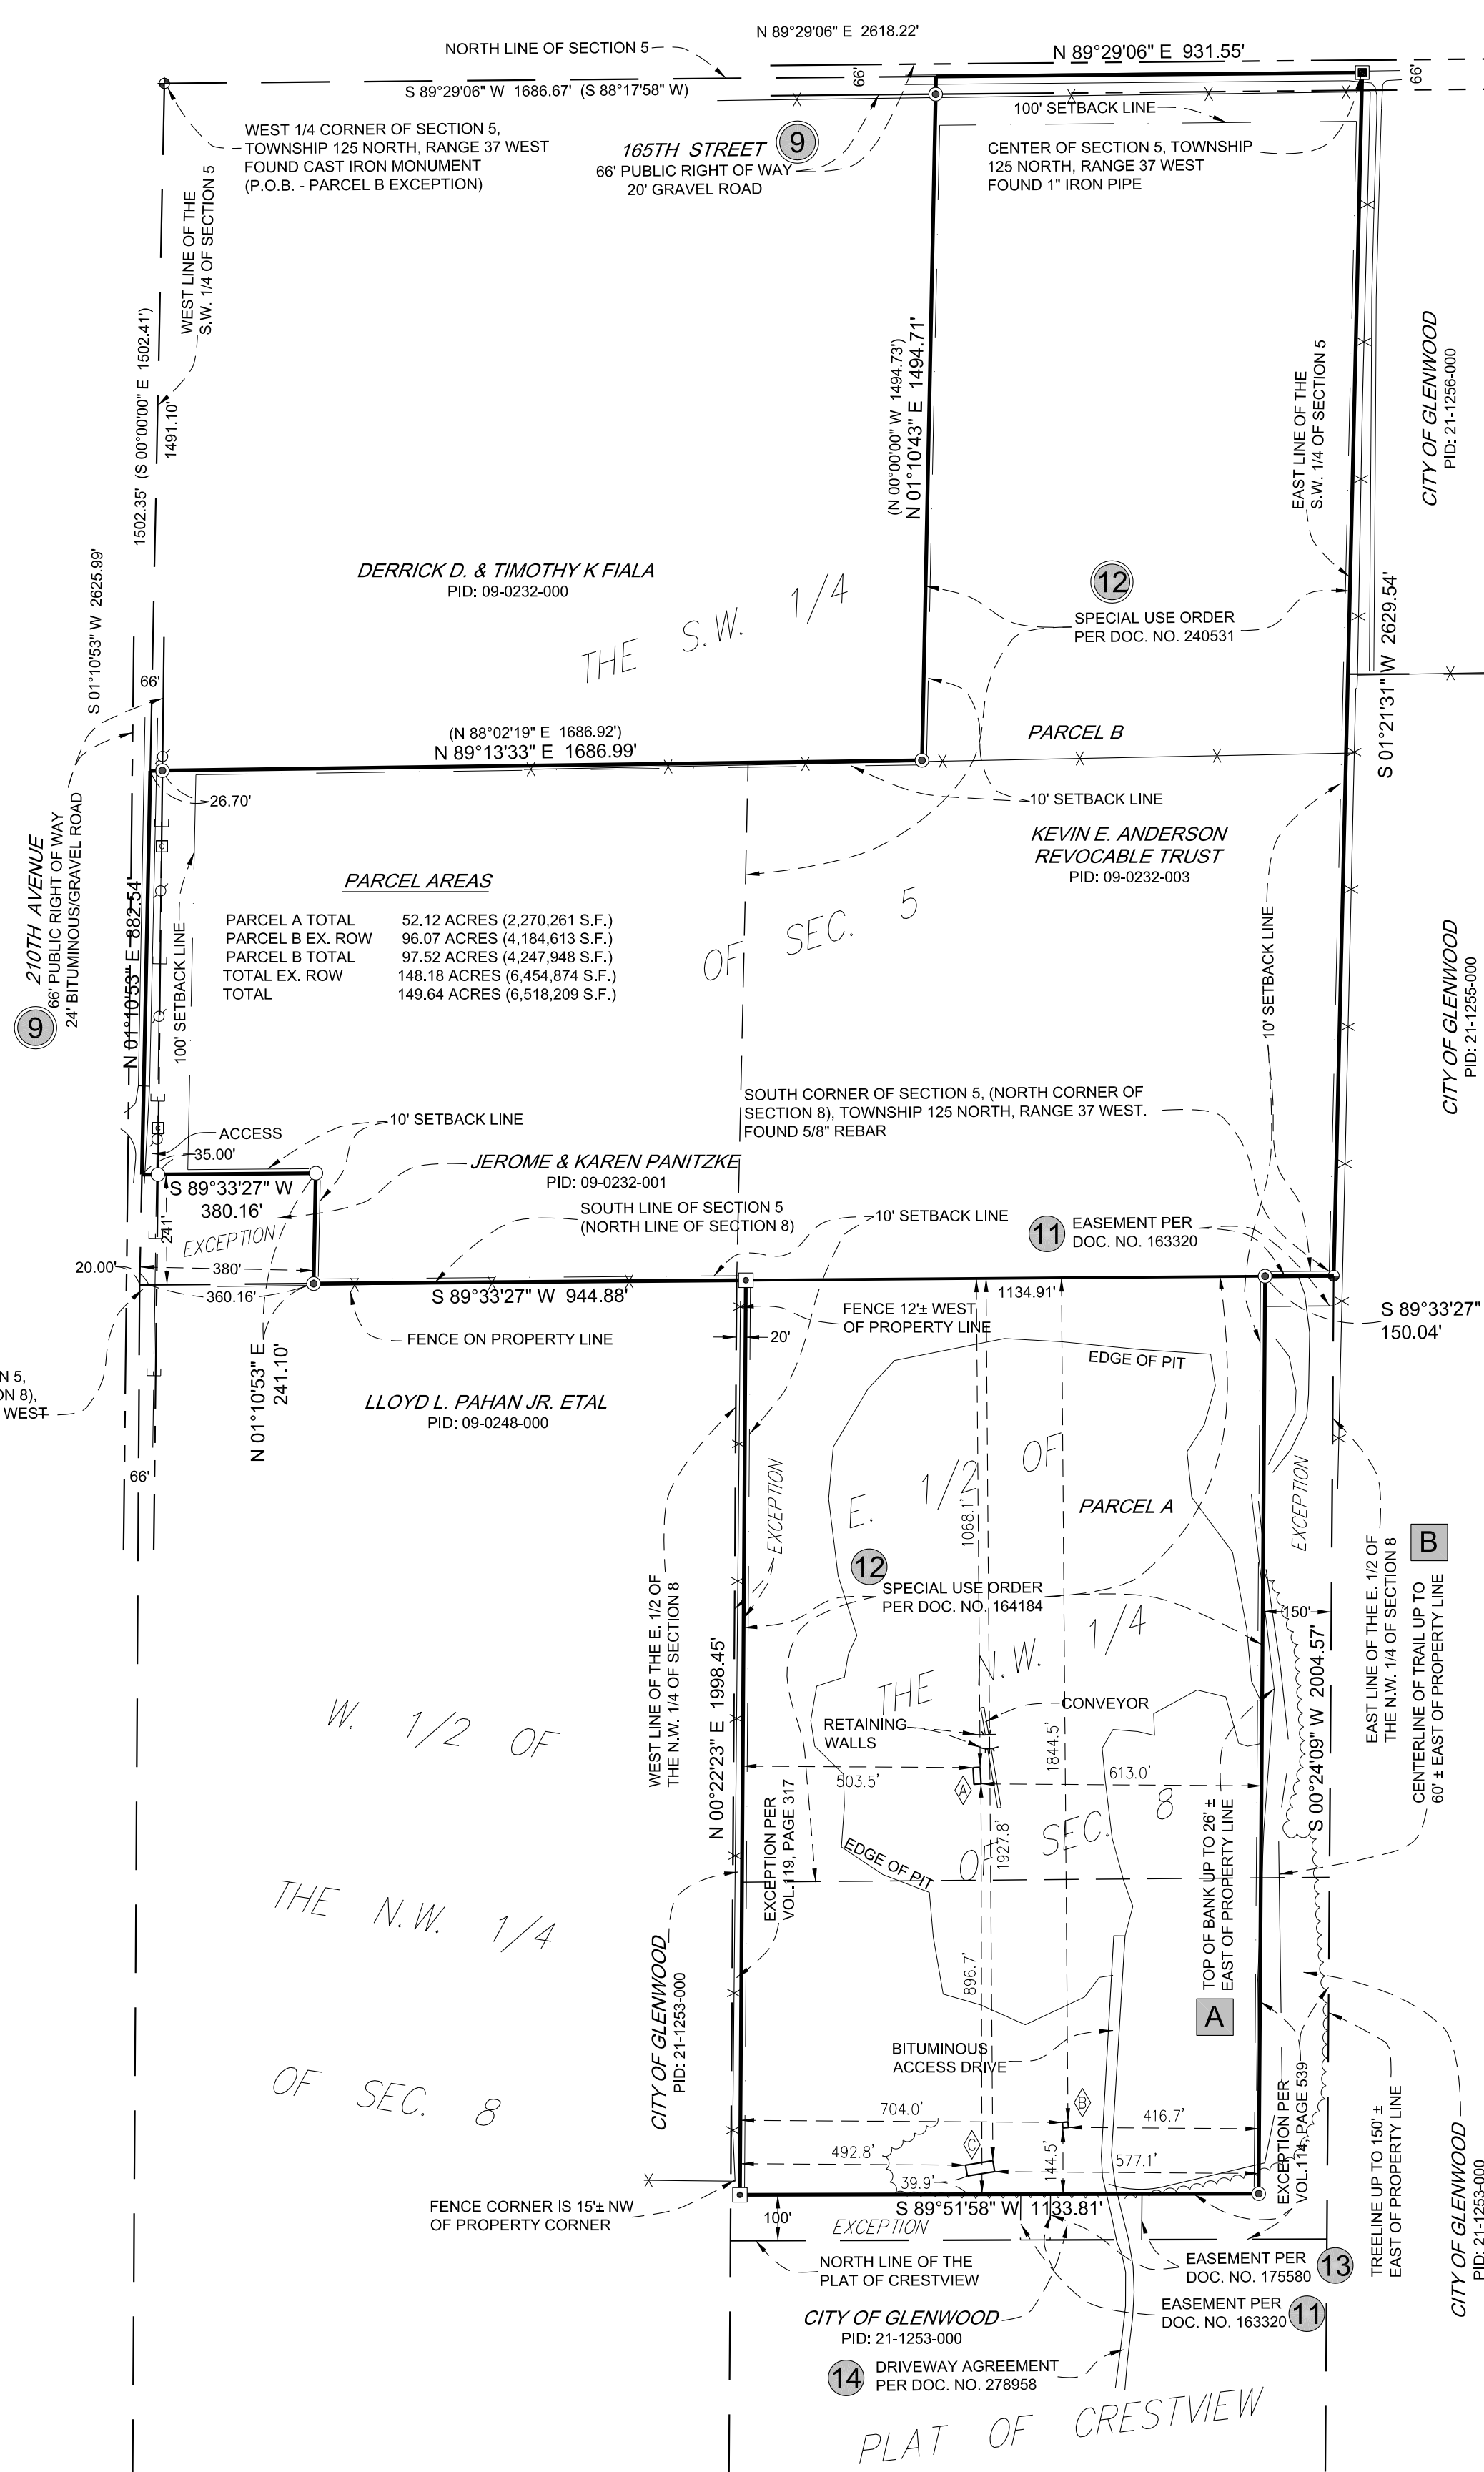 N 89°29'06" E 2618.22'
NORTH LINE OF SECTION 5
N 89°29'06" E 931.55'
66'
66'
S 89°29'06" W 1686.67' (S 88°17'58" W)
100' SETBACK LINE
WEST 1/4 CORNER OF SECTION 5,
TOWNSHIP 125 NORTH, RANGE 37 WEST
FOUND CAST IRON MONUMENT
(P.O.B. - PARCEL B EXCEPTION)
165TH STREET
9
66' PUBLIC RIGHT OF WAY
20' GRAVEL ROAD
CENTER OF SECTION 5, TOWNSHIP
125 NORTH, RANGE 37 WEST
FOUND 1" IRON PIPE
WEST LINE OF THE
S.W. 1/4 OF SECTION 5
1502.35' (S 00°00'00" E 1502.41')
1491.10'
(N 00°00'00" W 1494.73')
N 01°10'43" E 1494.71'
EAST LINE OF THE
S.W. 1/4 OF SECTION 5
CITY OF GLENWOOD
PID: 21-1256-000
S 01°10'53" W 2625.99'
DERRICK D. & TIMOTHY K FIALA
PID: 09-0232-000
THE S.W. 1/4
12
SPECIAL USE ORDER
PER DOC. NO. 240531
S 01°21'31" W 2629.54'
66'
(N 88°02'19" E 1686.92')
N 89°13'33" E 1686.99'
PARCEL B
26.70'
10' SETBACK LINE
KEVIN E. ANDERSON
REVOCABLE TRUST
PID: 09-0232-003
210TH AVENUE
66' PUBLIC RIGHT OF WAY
24' BITUMINOUS/GRAVEL ROAD
9
N 01°10'53" E 882.54'
100' SETBACK LINE
PARCEL AREAS
PARCEL A TOTAL 52.12 ACRES (2,270,261 S.F.)
PARCEL B EX. ROW 96.07 ACRES (4,184,613 S.F.)
PARCEL B TOTAL 97.52 ACRES (4,247,948 S.F.)
TOTAL EX. ROW 148.18 ACRES (6,454,874 S.F.)
TOTAL 149.64 ACRES (6,518,209 S.F.)
OF SEC. 5
10' SETBACK LINE
CITY OF GLENWOOD
PID: 21-1255-000
SOUTH CORNER OF SECTION 5, (NORTH CORNER OF
SECTION 8), TOWNSHIP 125 NORTH, RANGE 37 WEST.
FOUND 5/8" REBAR
10' SETBACK LINE
ACCESS
35.00'
JEROME & KAREN PANITZKE
PID: 09-0232-001
S 89°33'27" W
380.16'
241'
EXCEPTION
SOUTH LINE OF SECTION 5
(NORTH LINE OF SECTION 8)
10' SETBACK LINE
11
EASEMENT PER
DOC. NO. 163320
20.00'
380'
360.16'
S 89°33'27" W 944.88'
1134.91'
S 89°33'27"
150.04'
FENCE 12'± WEST
OF PROPERTY LINE
20'
FENCE ON PROPERTY LINE
EDGE OF PIT
N 01°10'53" E
241.10'
N 5,
ON 8),
WEST
LLOYD L. PAHAN JR. ETAL
PID: 09-0248-000
66'
E. 1/2 OF
EXCEPTION
1068.1'
PARCEL A
EXCEPTION
12
SPECIAL USE ORDER
PER DOC. NO. 164184
WEST LINE OF THE E. 1/2 OF
THE N.W. 1/4 OF SECTION 8
N 00°22'23" E 1998.45'
150'
S 00°24'09" W 2004.57'
EAST LINE OF THE E. 1/2 OF
THE N.W. 1/4 OF SECTION 8
B
CENTERLINE OF TRAIL UP TO
60' ± EAST OF PROPERTY LINE
THE N.W. 1/4
W. 1/2 OF
CONVEYOR
RETAINING
WALLS
1844.5'
503.5'
A
613.0'
EXCEPTION PER
VOL.119, PAGE 317
1927.8'
OF SEC. 8
EDGE OF PIT
TOP OF BANK UP TO 26' ±
EAST OF PROPERTY LINE
A
THE N.W. 1/4
CITY OF GLENWOOD
PID: 21-1253-000
896.7'
BITUMINOUS
ACCESS DRIVE
OF SEC. 8
704.0'
B
416.7'
492.8'
C
144.5'
577.1'
39.9'
EXCEPTION PER
VOL.114, PAGE 539
TREELINE UP TO 150' ±
EAST OF PROPERTY LINE
CITY OF GLENWOOD
PID: 21-1253-000
FENCE CORNER IS 15'± NW
OF PROPERTY CORNER
100'
S 89°51'58" W 1133.81'
EXCEPTION
NORTH LINE OF THE
PLAT OF CRESTVIEW
EASEMENT PER
DOC. NO. 175580
13
CITY OF GLENWOOD
PID: 21-1253-000
EASEMENT PER
DOC. NO. 163320
11
14
DRIVEWAY AGREEMENT
PER DOC. NO. 278958
PLAT OF CRESTVIEW